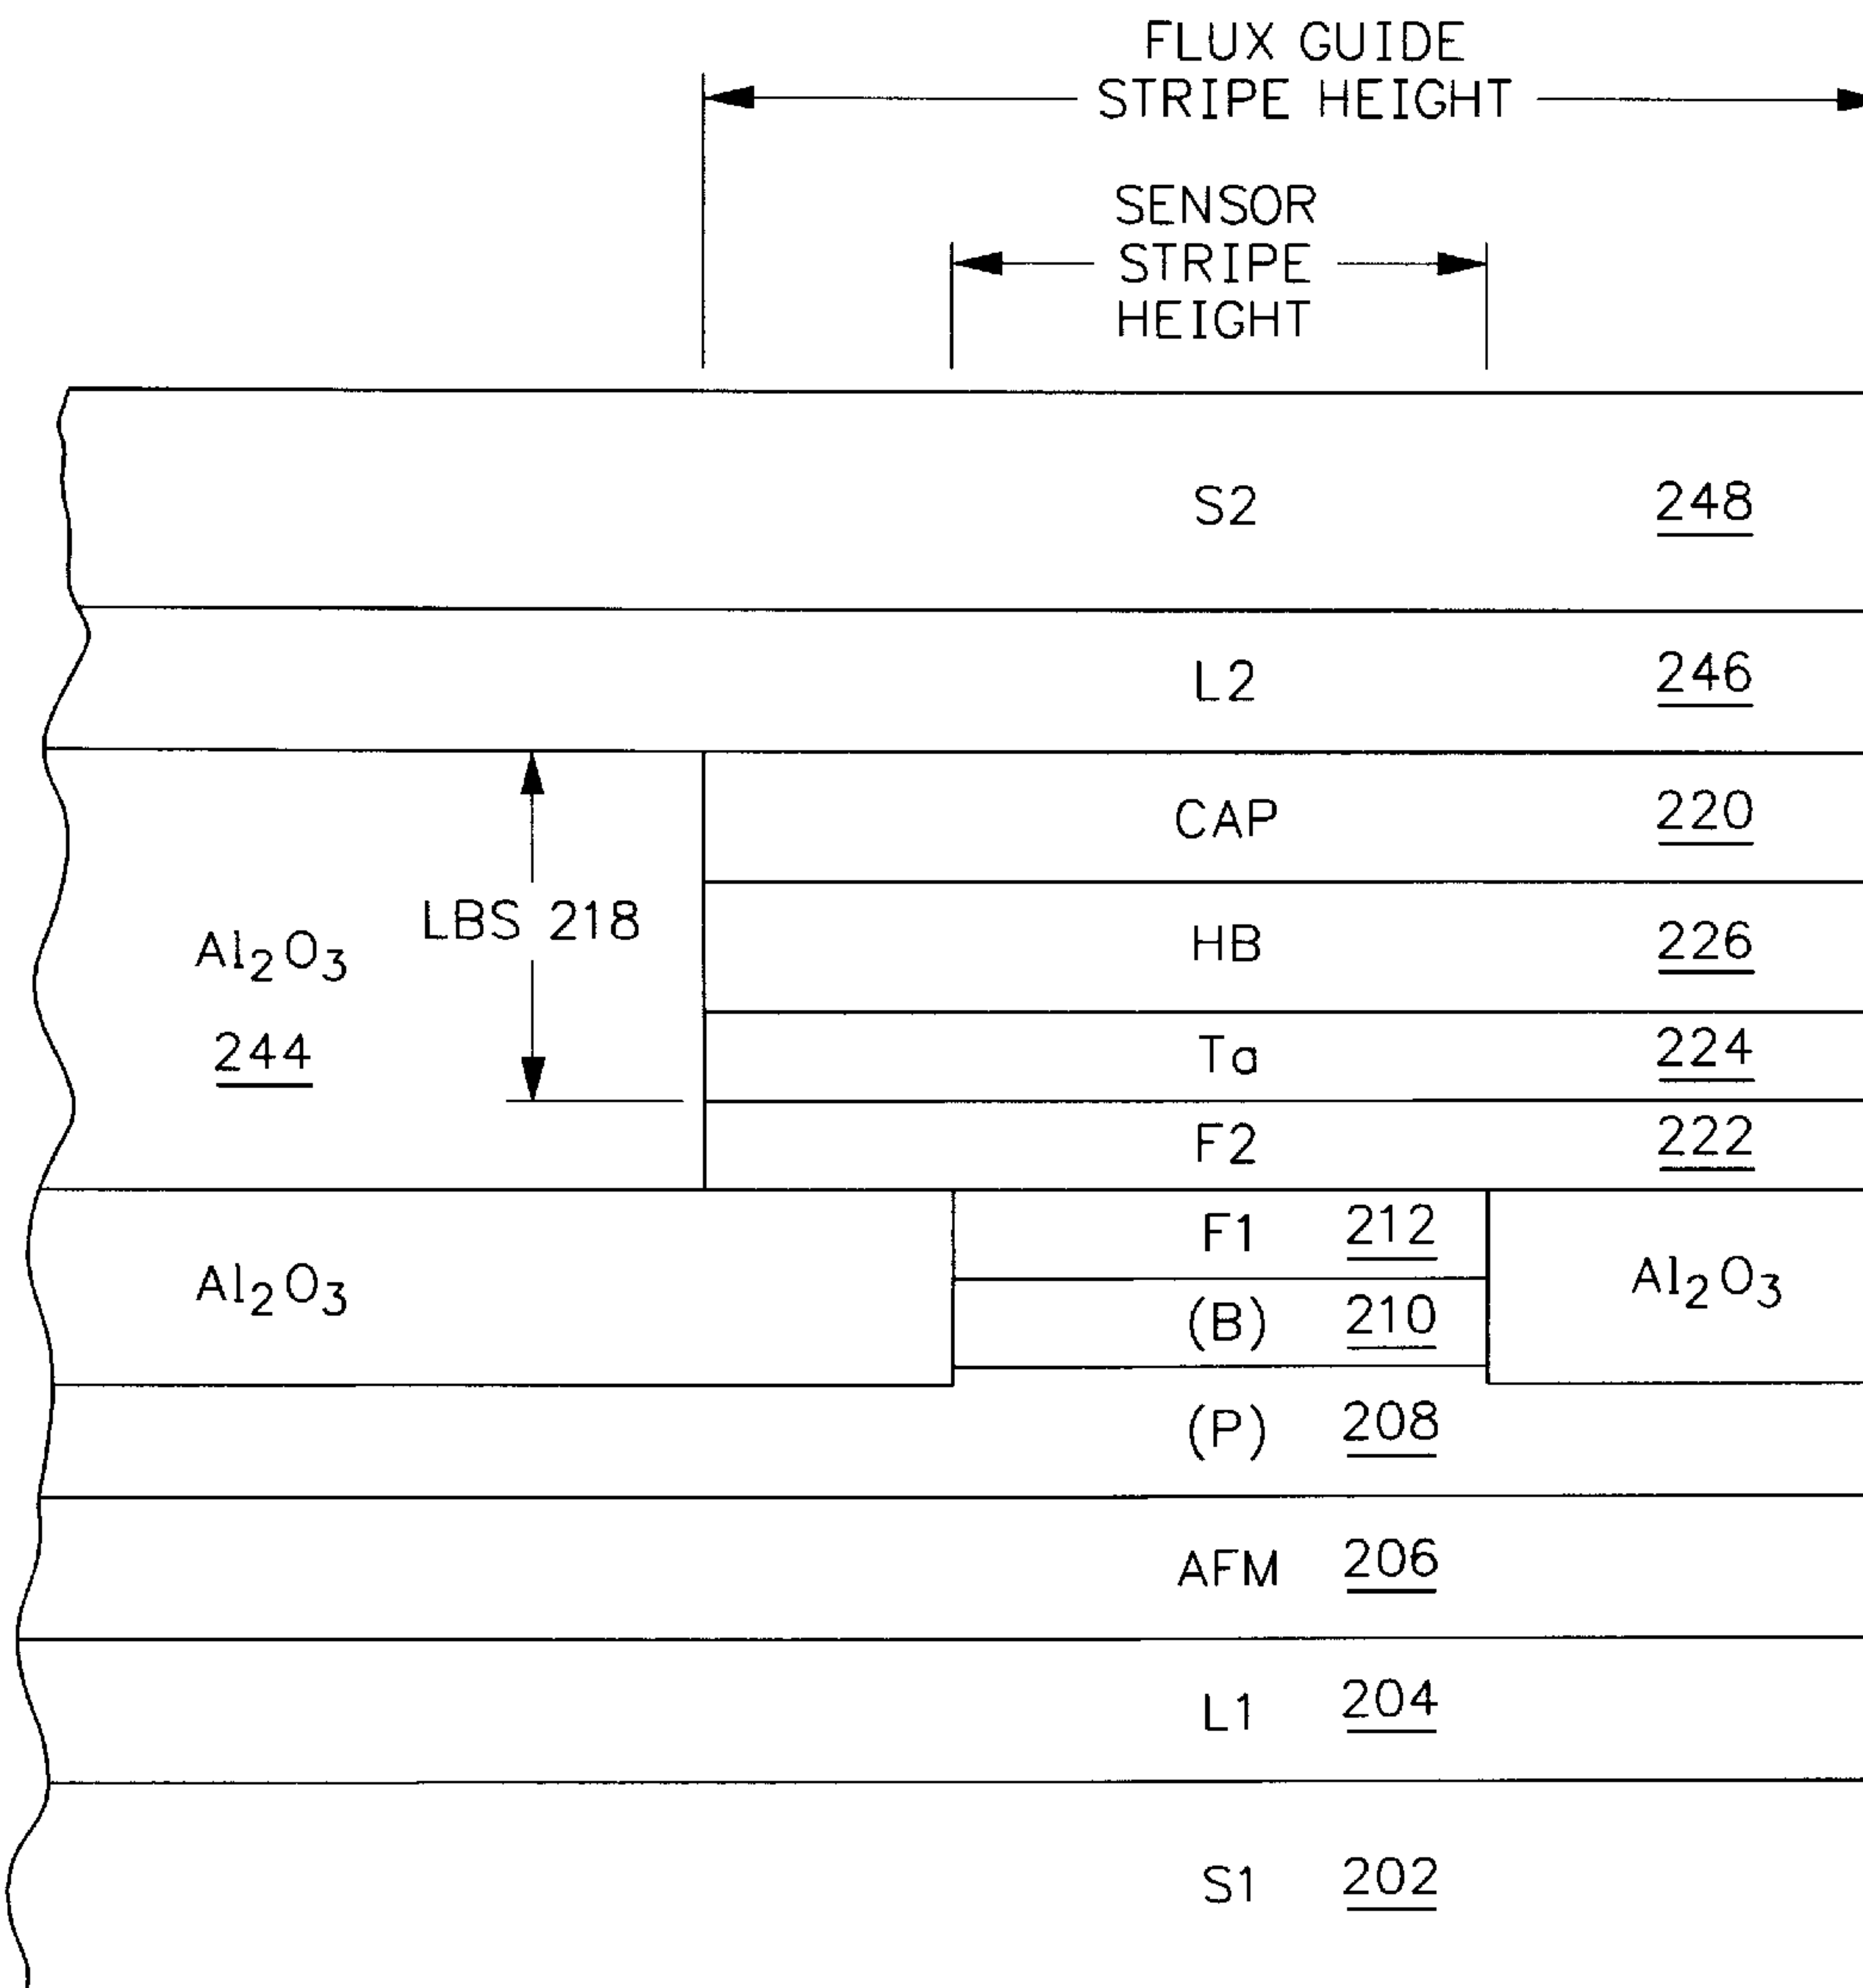 FLUX GUIDE
STRIPE HEIGHT
SENSOR
STRIPE
HEIGHT
S2 248
L2 246
CAP 220
LBS 218
HB 226
Al₂O₃
244
Ta 224
F2 222
F1 212
Al₂O₃
Al₂O₃
(B) 210
(P) 208
AFM 206
L1 204
S1 202